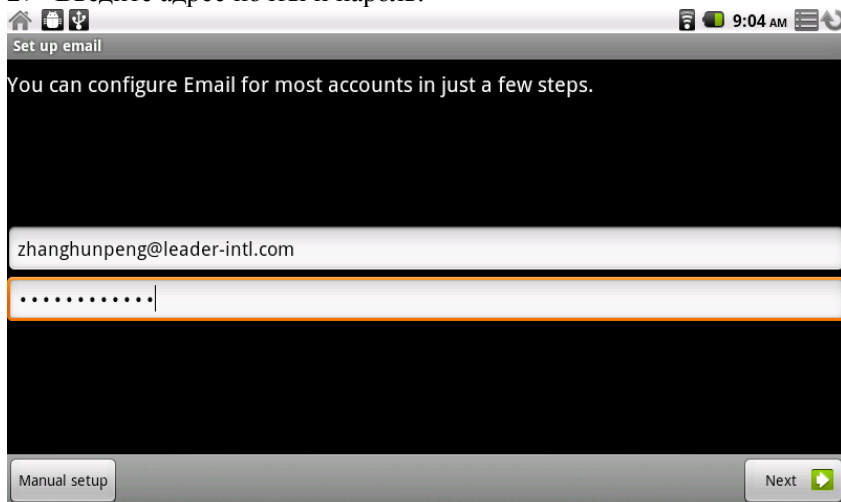 9:04 AM
Set up email
You can configure Email for most accounts in just a few steps.
zhanghunpeng@leader-intl.com
••••••••••••
Manual setup
Next